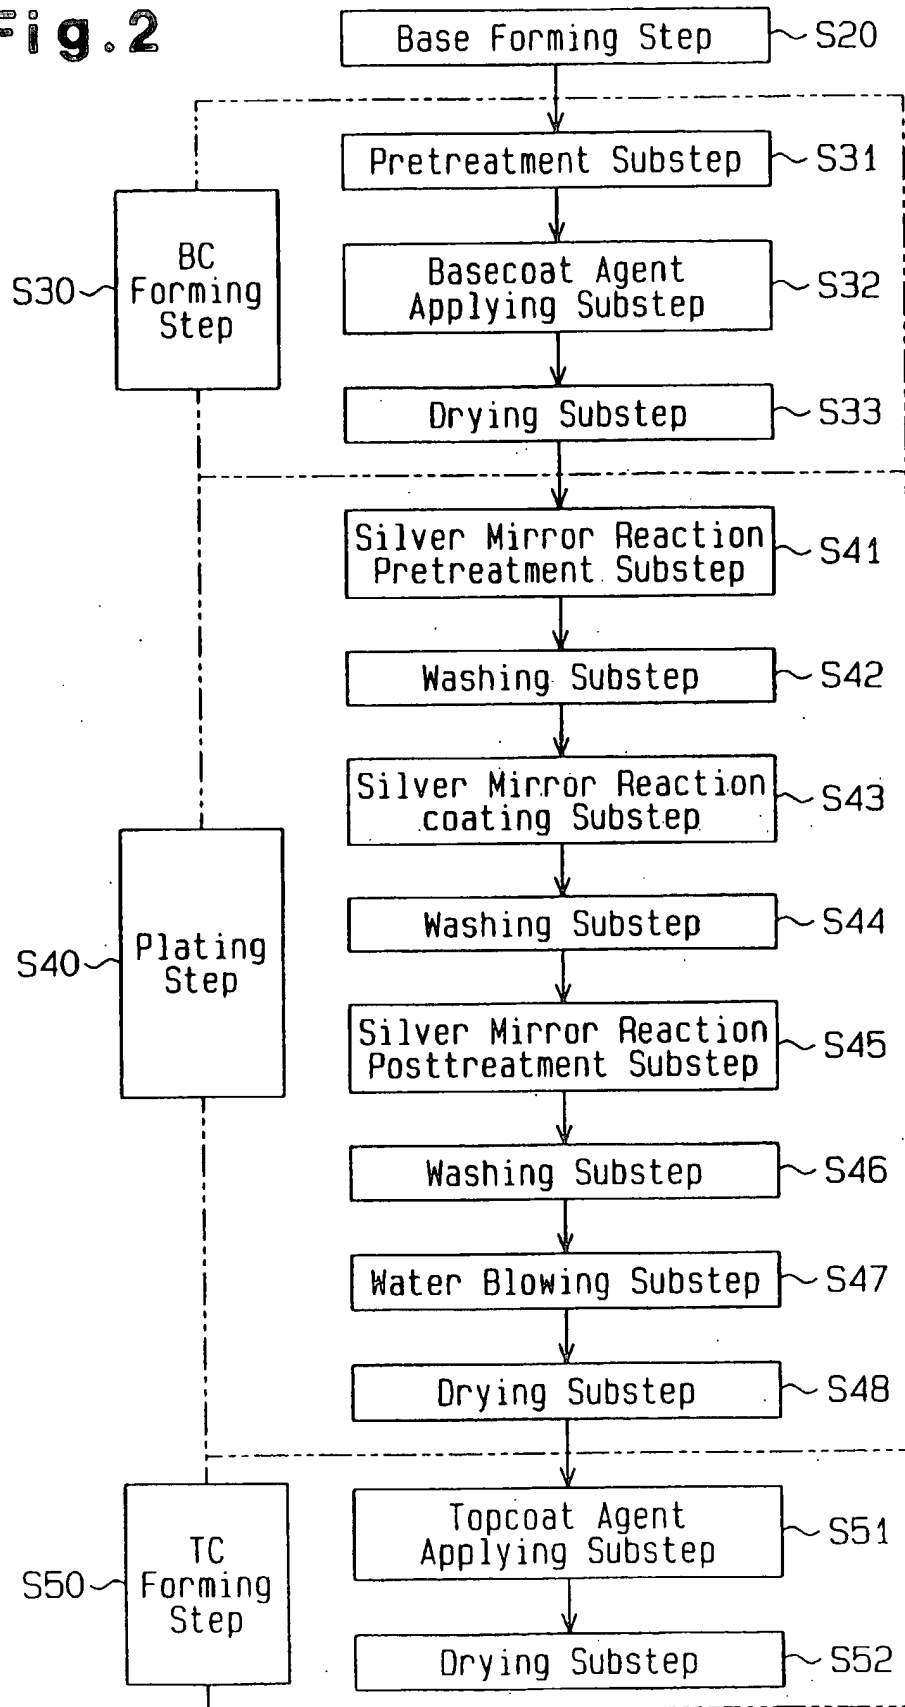 Fig.2
Base Forming Step
S20
Pretreatment Substep
S31
BC
Forming
Step
S30
Basecoat Agent
Applying Substep
S32
Drying Substep
S33
Silver Mirror Reaction
Pretreatment Substep
S41
Washing Substep
S42
Silver Mirror Reaction
coating Substep
S43
Plating
Step
S40
Washing Substep
S44
Silver Mirror Reaction
Posttreatment Substep
S45
Washing Substep
S46
Water Blowing Substep
S47
Drying Substep
S48
TC
Forming
Step
S50
Topcoat Agent
Applying Substep
S51
Drying Substep
S52